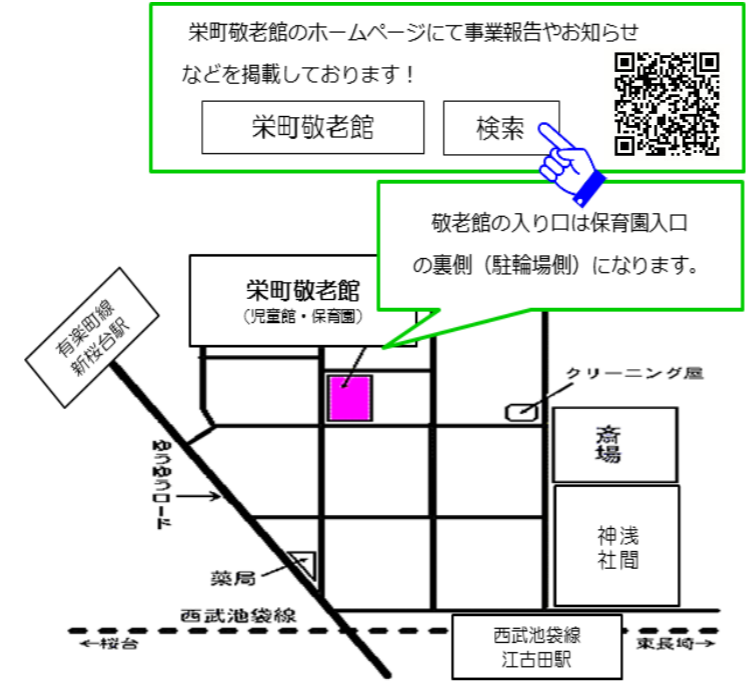 栄町敬老館のホームページにて事業報告やお知らせ
などを掲載しております！
栄町敬老館
検索
敬老館の入り口は保育園入口
の裏側（駐輪場側）になります。
栄町敬老館
（児童館・保育園）
有楽町線
新桜台駅
クリーニング屋
斎場
ゆうゆうロード
浅間神社
薬局
西武池袋線
←桜台
西武池袋線
江古田駅
東長崎→